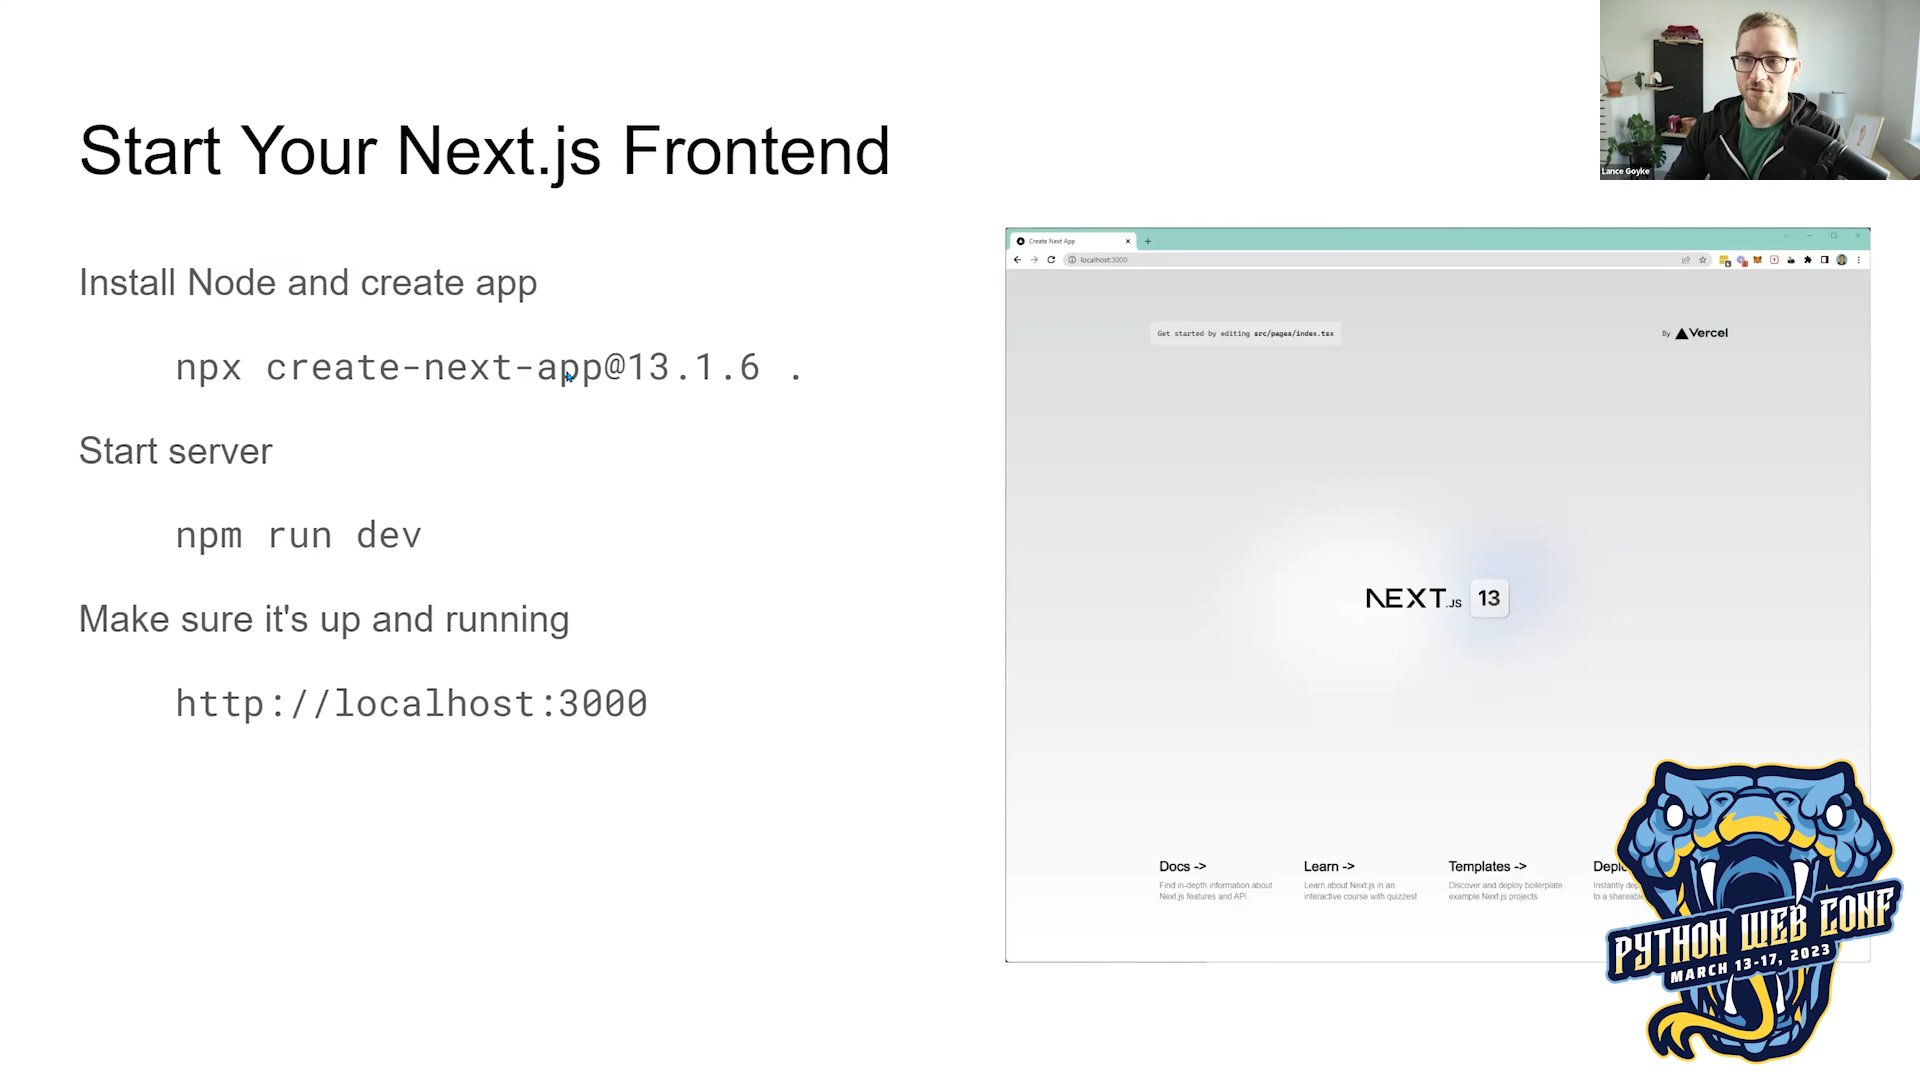 Lance Goyke
Start Your Next.js Frontend
Install Node and create app
npx create-next-app@13.1.6 .
Start server
npm run dev
Make sure it's up and running
http://localhost:3000
Create Next App
localhost:3000
Get started by editing src/pages/index.tsx
By Vercel
NEXT.JS 13
Docs ->
Find in-depth information about
Next.js features and API.
Learn ->
Learn about Next.js in an
interactive course with quizzes!
Templates ->
Discover and deploy boilerplate
example Next.js projects
Instantly
to a
PYTHON WEB CONF
MARCH 13-17, 2023